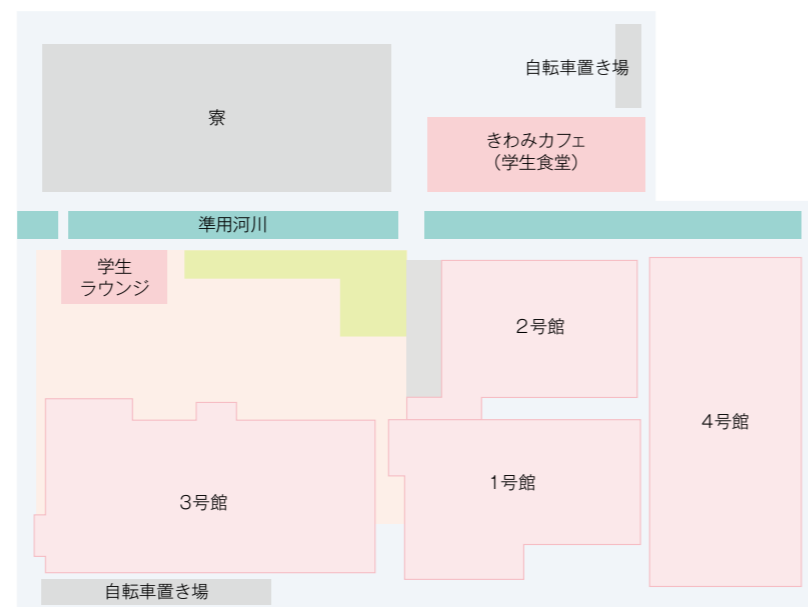 自転車置き場
寮
きわみカフェ
（学生食堂）
準用河川
学生
ラウンジ
2号館
4号館
1号館
3号館
自転車置き場